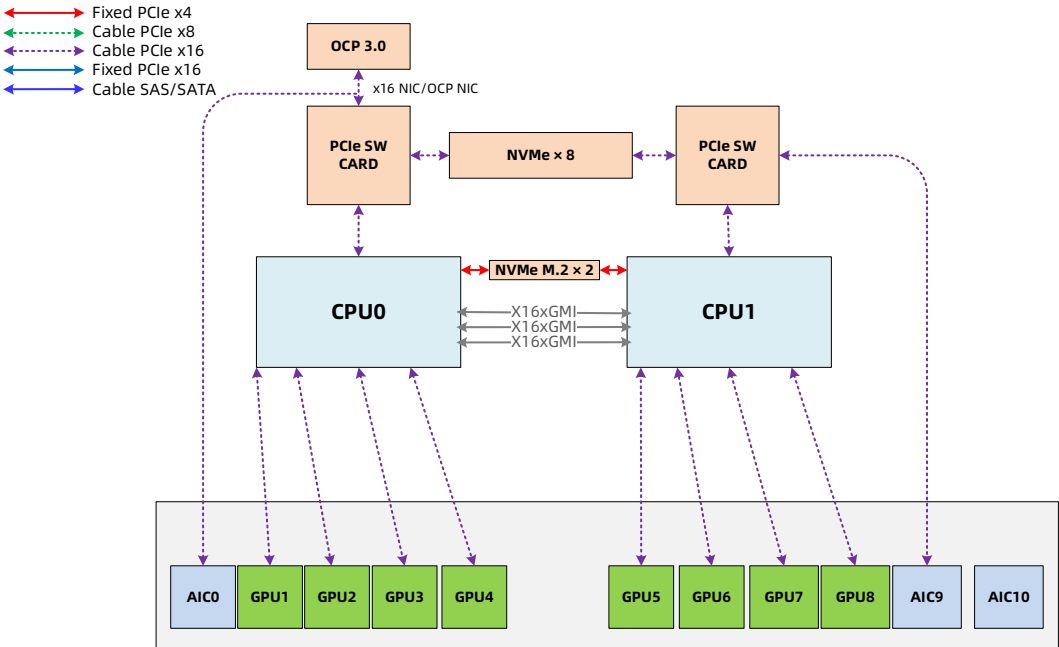 Fixed PCIe x4
Cable PCIe x8
Cable PCIe x16
Fixed PCIe x16
Cable SAS/SATA
OCP 3.0
x16 NIC/OCP NIC
PCIe SW
CARD
NVMe × 8
PCIe SW
CARD
NVMe M.2 × 2
CPU0
CPU1
X16xGMI
X16xGMI
X16xGMI
AIC0
GPU1
GPU2
GPU3
GPU4
GPU5
GPU6
GPU7
GPU8
AIC9
AIC10